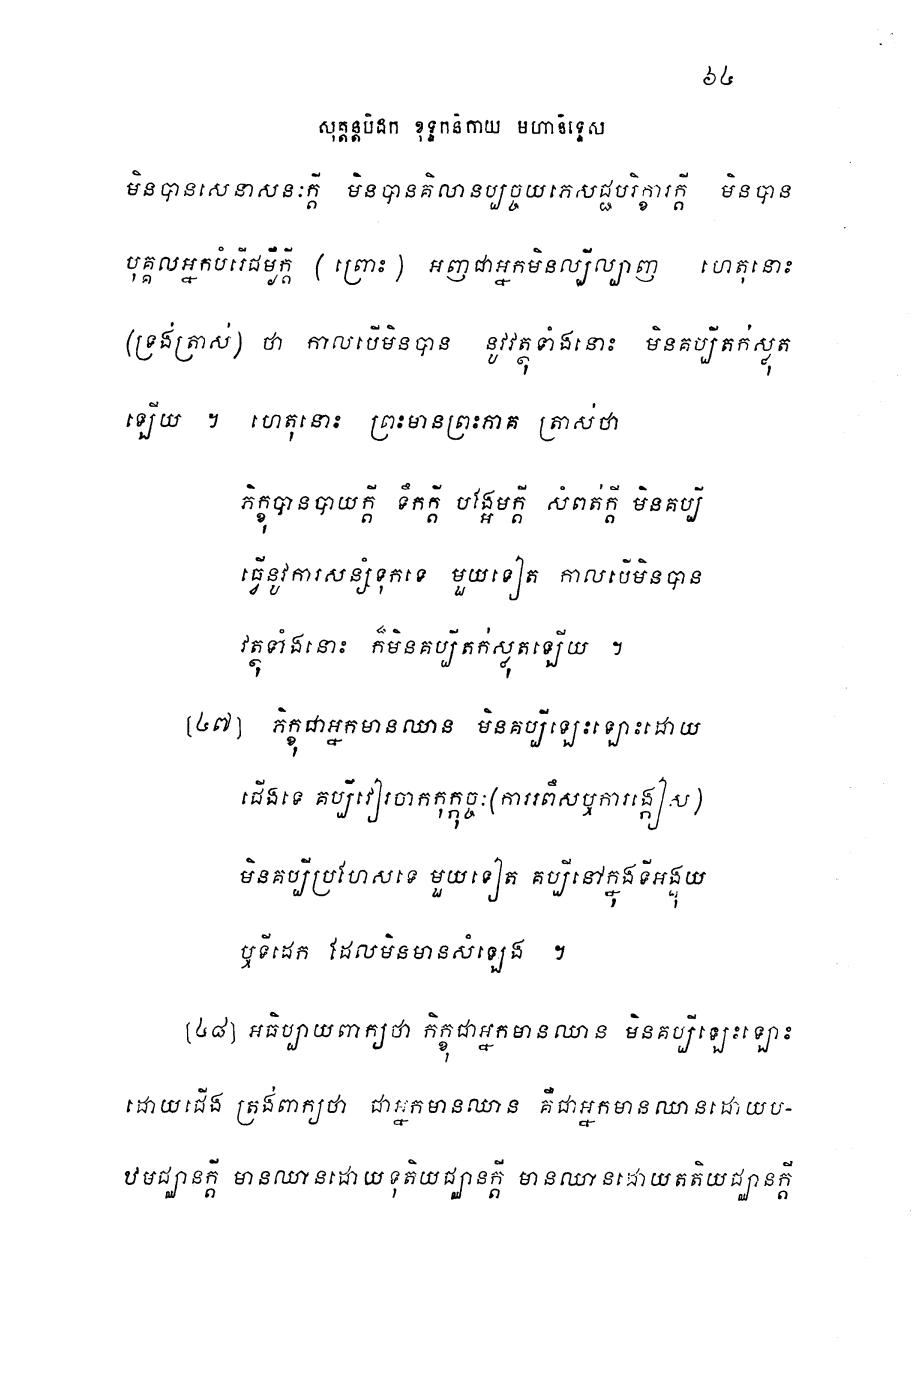 ៦៤
សុត្តន្តបិដក ខុទ្ទកនិកាយ មហានិទ្ទេស
មិនបានសេនាសនៈក្តី មិនបានគិលានប្បច្ចយភេសជ្ជបរិក្ខារក្តី មិនបាន
បុគ្គលអ្នកបំរើជម្ងឺក្តី (ព្រោះ) អញជាអ្នកមិនល្បីល្បាញ ហេតុនោះ
(ទ្រង់ត្រាស់) ថា កាលបើមិនបាន នូវវត្ថុទាំងនោះ មិនគប្បីតក់ស្លុត
ឡើយ ។ ហេតុនោះ ព្រះមានព្រះភាគ ត្រាស់ថា
ភិក្ខុបានបាយក្តី ទឹកក្តី បង្អែមក្តី សំពត់ក្តី មិនគប្បី
ធ្វើនូវការសន្សំទុកទេ មួយទៀត កាលបើមិនបាន
វត្ថុទាំងនោះ ក៏មិនគប្បីតក់ស្លុតឡើយ ។
[៤៧] ភិក្ខុជាអ្នកមានឈាន មិនគប្បីឡេះឡោះដោយ
ជើងទេ គប្បីវៀរចាកកុក្កុច្ចៈ(ការរពឹសឬការរង្កៀស)
មិនគប្បីប្រហែសទេ មួយទៀត គប្បីនៅក្នុងទីអង្គុយ
ឬទីដេក ដែលមិនមានសំឡេង ។
[៤៨] អធិប្បាយពាក្យថា ភិក្ខុជាអ្នកមានឈាន មិនគប្បីឡេះឡោះ
ដោយជើង ត្រង់ពាក្យថា ជាអ្នកមានឈាន គឺជាអ្នកមានឈានដោយប-
ឋមជ្ឈានក្តី មានឈានដោយទុតិយជ្ឈានក្តី មានឈានដោយតតិយជ្ឈានក្តី